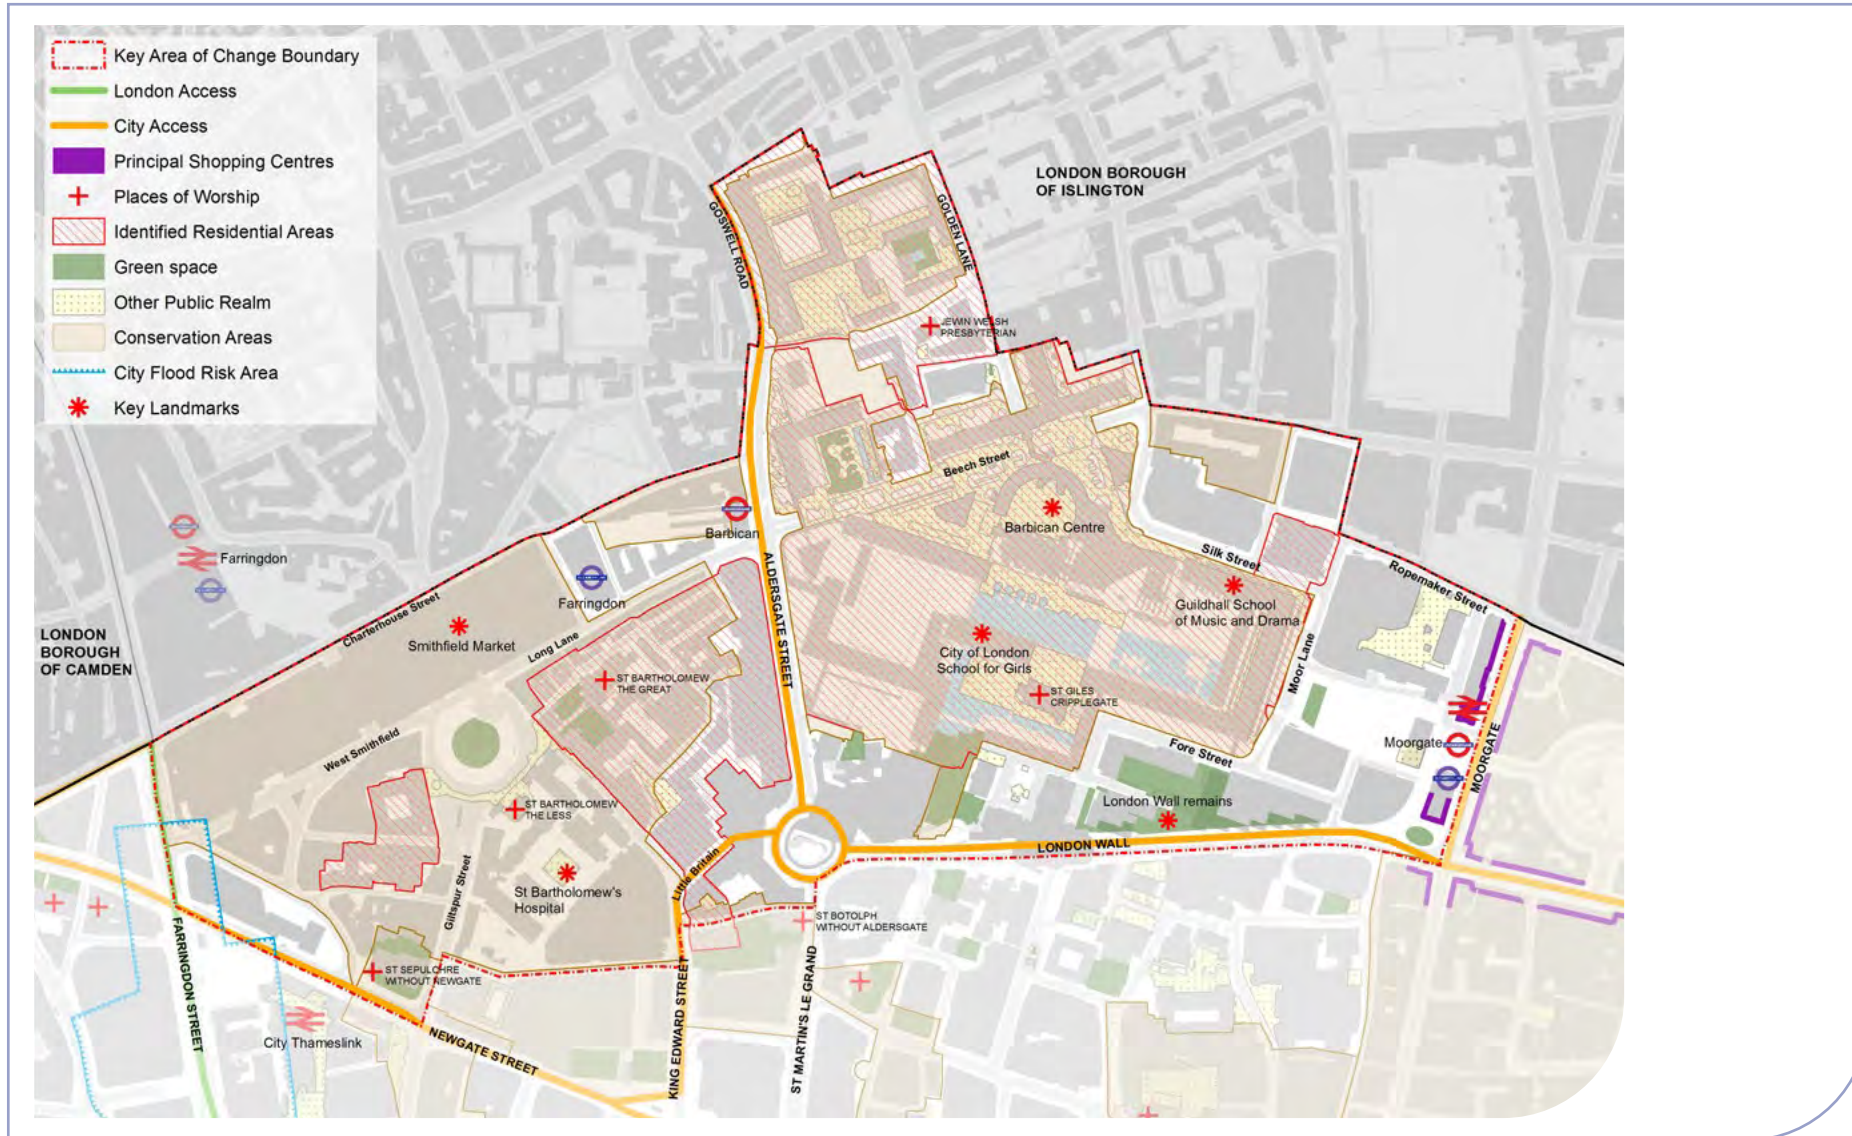 Key Area of Change Boundary
London Access
City Access
Principal Shopping Centres
Places of Worship
Identified Residential Areas
Green space
Other Public Realm
Conservation Areas
City Flood Risk Area
Key Landmarks
LONDON BOROUGH
OF ISLINGTON
GOSWELL ROAD
GOLDEN LANE
JEWIN WELSH
PRESBYTERIAN
Beech Street
Barbican
Barbican Centre
Silk Street
Ropemaker Street
Farringdon
Farringdon
ALDERSGATE STREET
Guildhall School
of Music and Drama
Charterhouse Street
Smithfield Market
Long Lane
LONDON
BOROUGH
OF CAMDEN
City of London
School for Girls
Moor Lane
ST BARTHOLOMEW
THE GREAT
ST GILES
CRIPPLEGATE
West Smithfield
Fore Street
Moorgate
MOORGATE
ST BARTHOLOMEW
THE LESS
London Wall remains
LONDON WALL
Little Britain
Giltspur Street
St Bartholomew's
Hospital
ST BOTOLPH
WITHOUT ALDERSGATE
ST SEPULCHRE
WITHOUT NEWGATE
FARRINGDON STREET
City Thameslink
NEWGATE STREET
KING EDWARD STREET
ST MARTIN'S LE GRAND